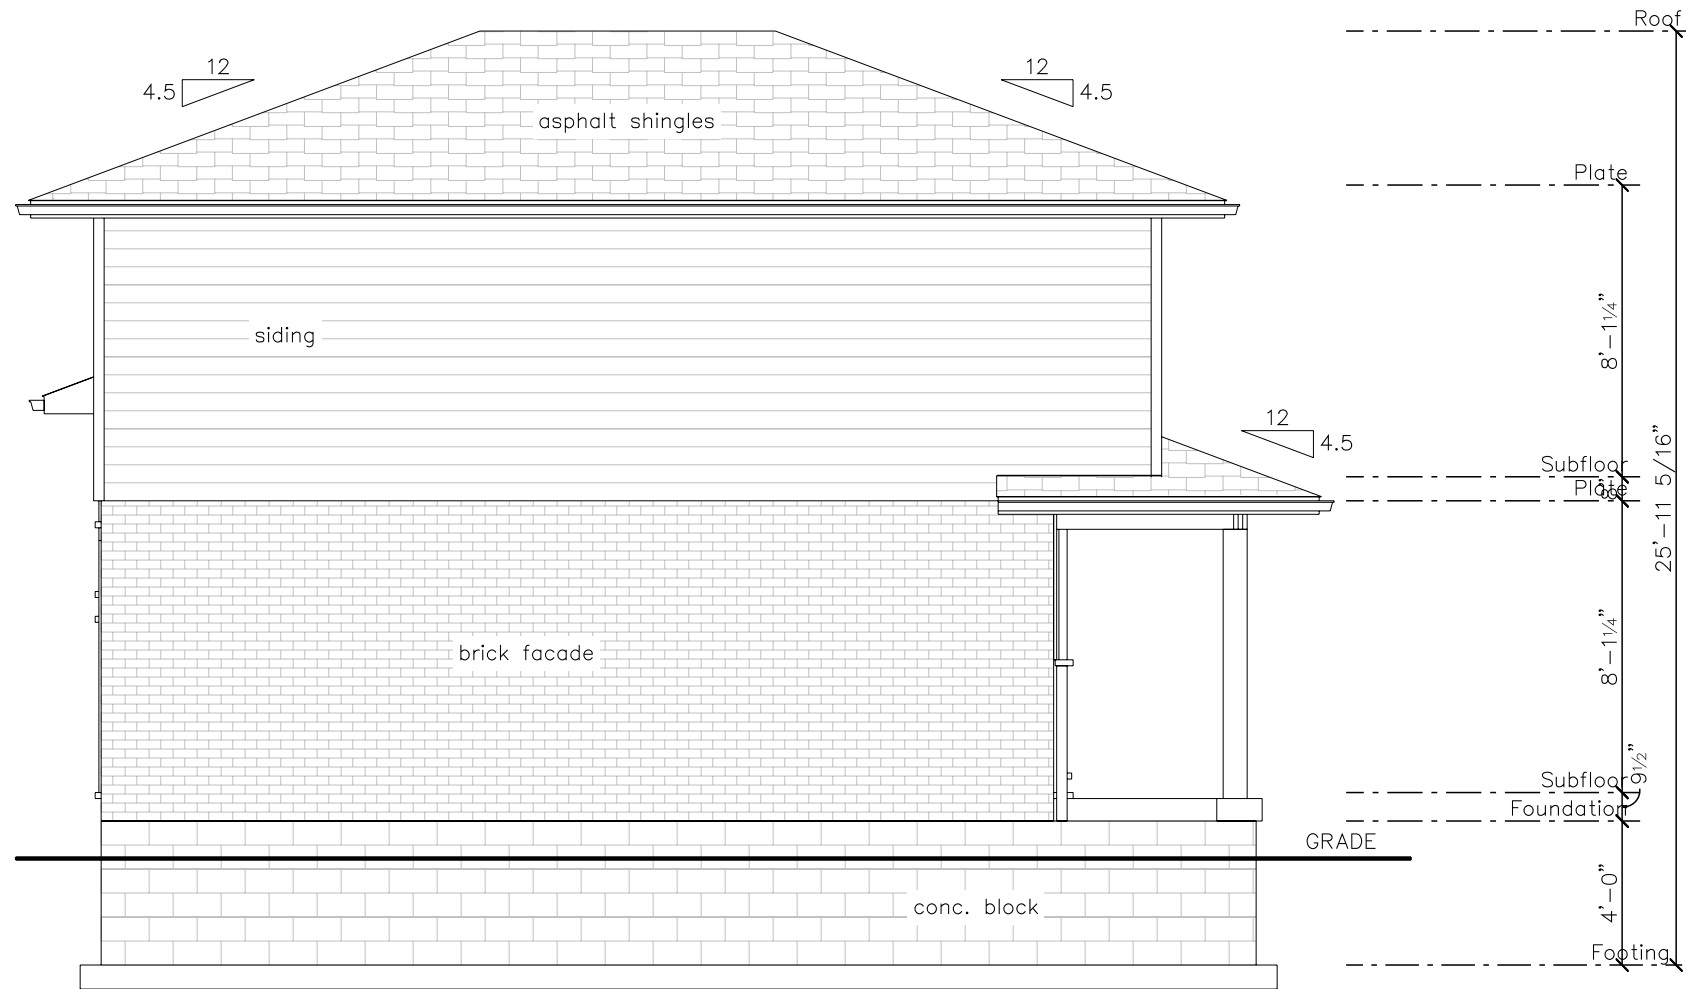 Roof
12
4.5
12
4.5
asphalt shingles
Plate
siding
8'-1¼"
12
4.5
Subfloor
Plate
8"
25'-11 5/16"
brick facade
8'-1¼"
9½"
Subfloor
Foundation
GRADE
conc. block
4'-0"
Footing